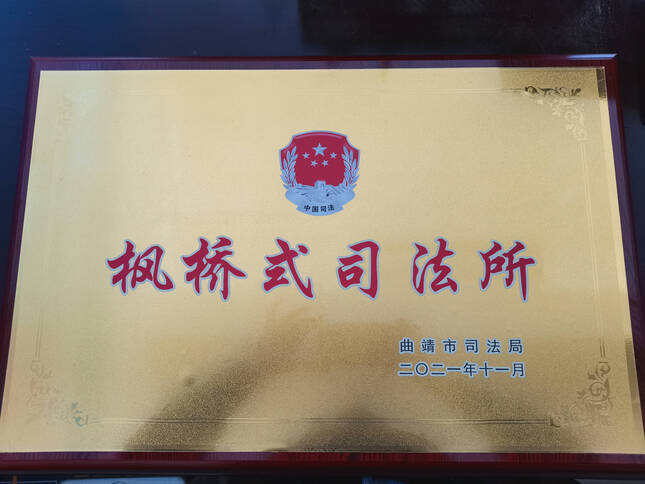 中国司法
枫桥式司法所
曲靖市司法局
二〇二一年十一月